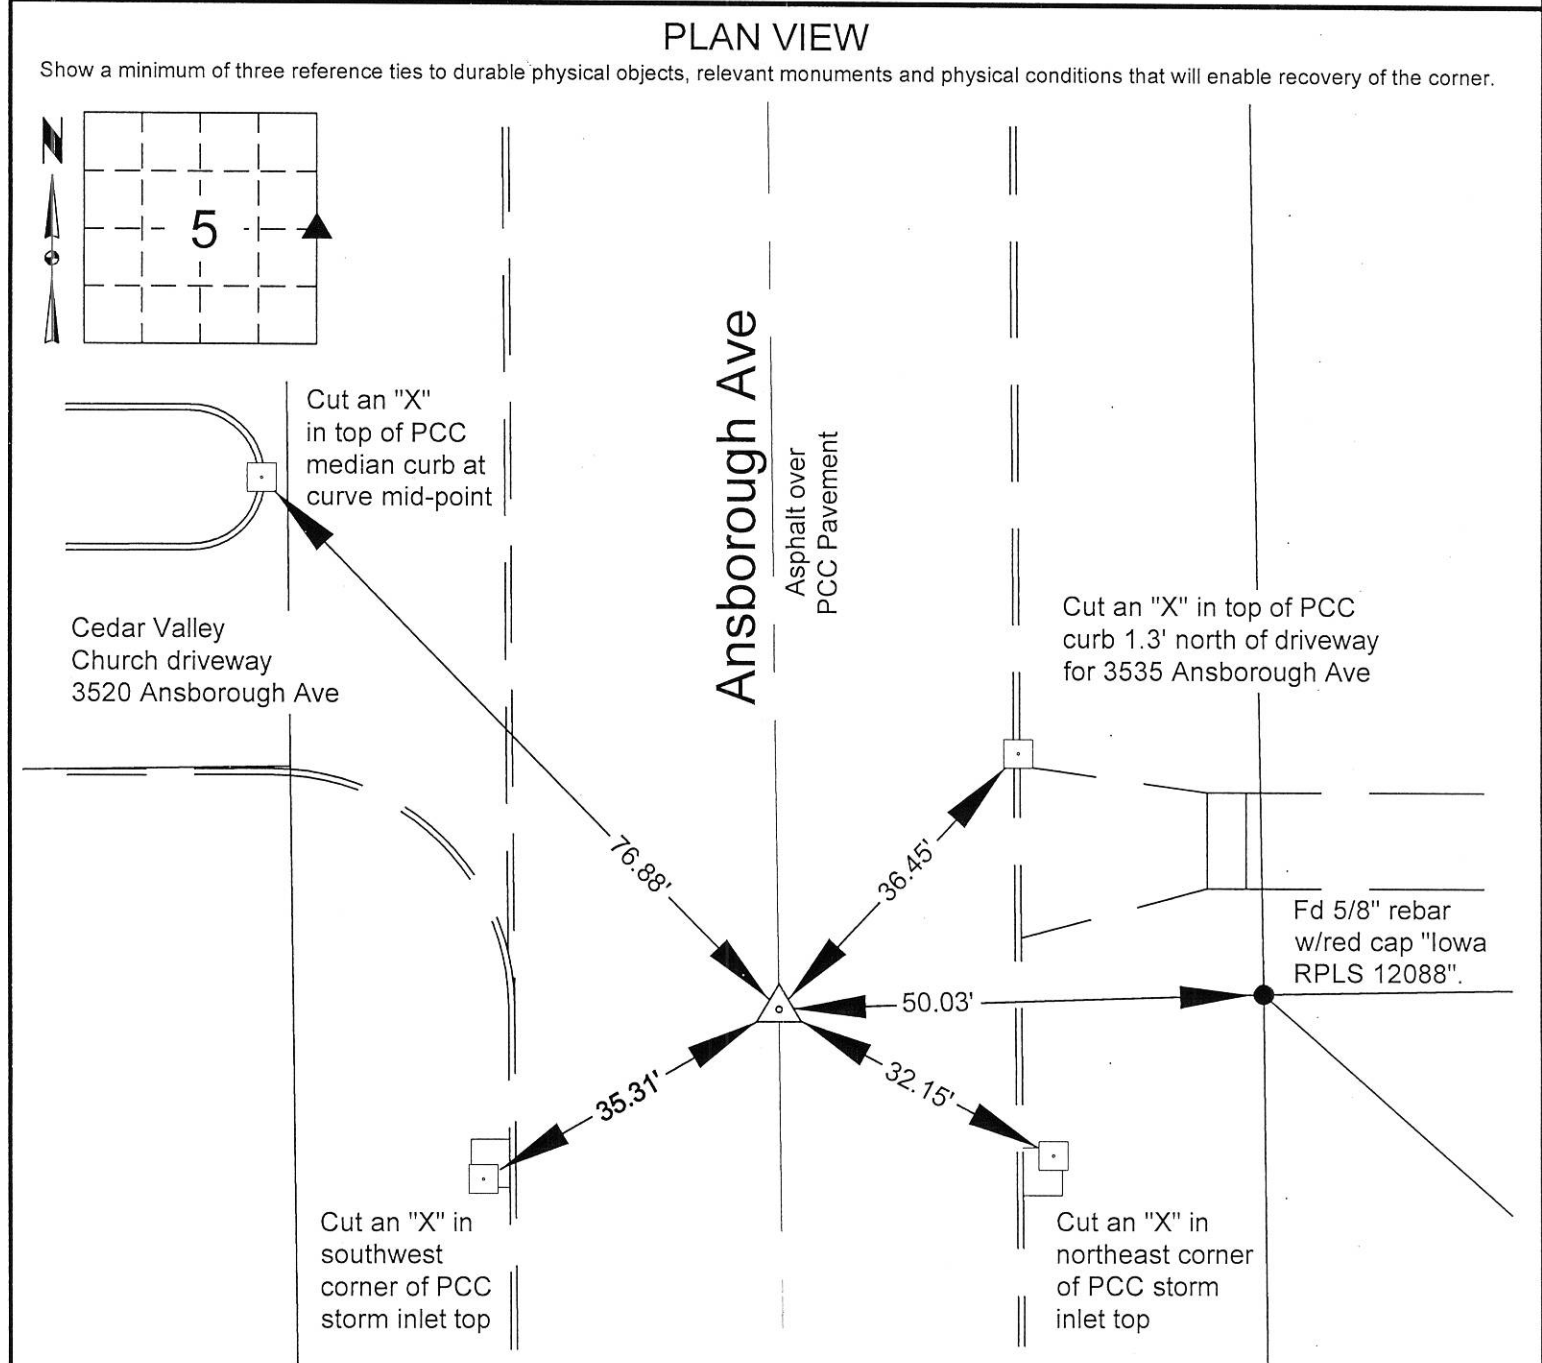 PLAN VIEW
Show a minimum of three reference ties to durable physical objects, relevant monuments and physical conditions that will enable recovery of the corner.
N
5
Cut an "X"
in top of PCC
median curb at
curve mid-point
Ansborough Ave
Asphalt over
PCC Pavement
Cedar Valley
Church driveway
3520 Ansborough Ave
Cut an "X" in top of PCC
curb 1.3' north of driveway
for 3535 Ansborough Ave
76.88'
36.45'
Fd 5/8" rebar
w/red cap "Iowa
RPLS 12088".
50.03'
35.31'
32.15'
Cut an "X" in
southwest
corner of PCC
storm inlet top
Cut an "X" in
northeast corner
of PCC storm
inlet top